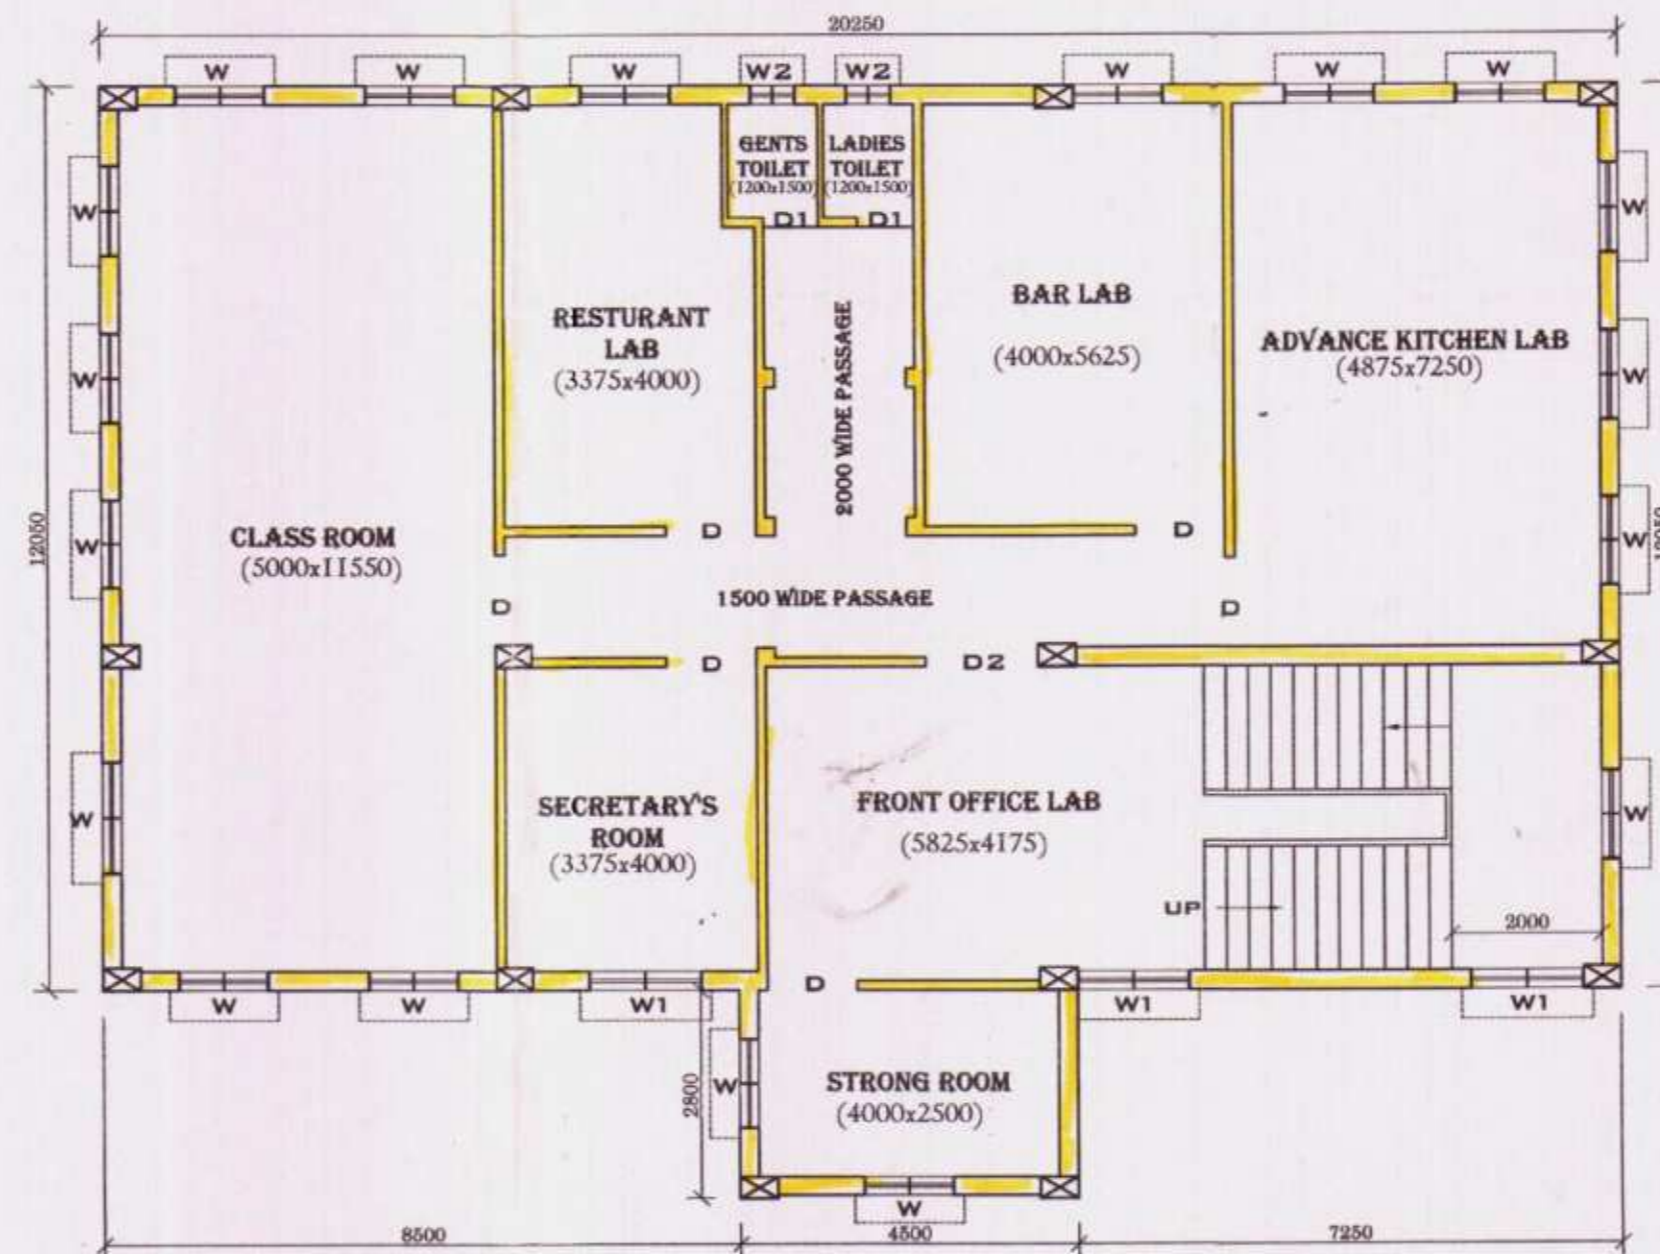 20250
W W W W2 W2 W W W
GENTS
TOILET
(1200x1500)
LADIES
TOILET
(1200x1500)
D1 D1
W
W
W
W
12050
CLASS ROOM
(5000x11550)
RESTURANT
LAB
(3375x4000)
2000 WIDE PASSAGE
BAR LAB
(4000x5625)
ADVANCE KITCHEN LAB
(4875x7250)
W
W
W
W
D D
D 1500 WIDE PASSAGE D
D D2
SECRETARY'S
ROOM
(3375x4000)
FRONT OFFICE LAB
(5825x4175)
UP
2000
D
W W W1 W1 W1
2800
W
STRONG ROOM
(4000x2500)
W
8500 4500 7250